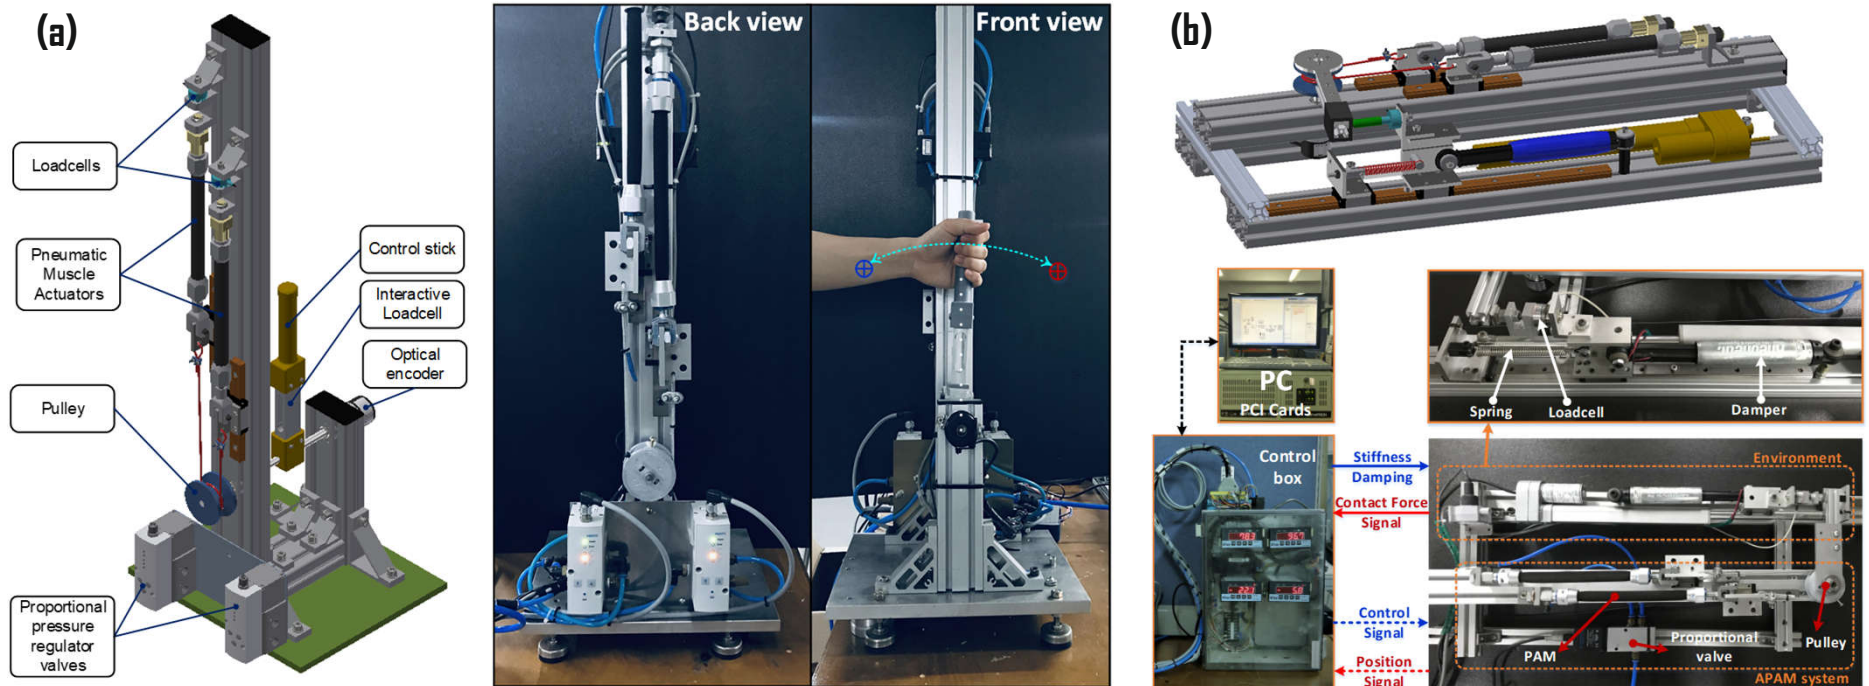 (a)
Loadcells
Pneumatic
Muscle
Actuators
Pulley
Proportional
pressure
regulator
valves
Control stick
Interactive
Loadcell
Optical
encoder
Back view
Front view
(b)
PC
PCI Cards
Spring
Loadcell
Damper
Control
box
Stiffness
Damping
Contact Force
Signal
Control
Signal
Position
Signal
Environment
PAM
Proportional
valve
Pulley
APAM system